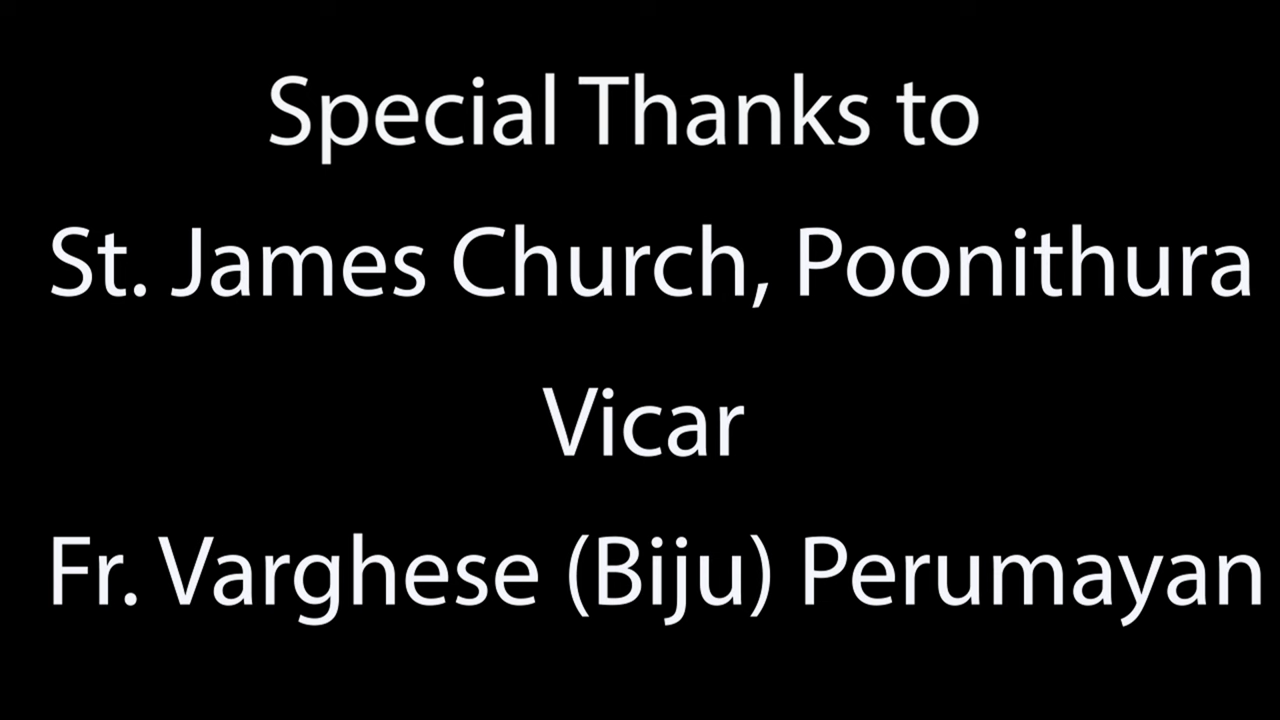 Special Thanks to
St. James Church, Poonithura
Vicar
Fr. Varghese (Biju) Perumayan